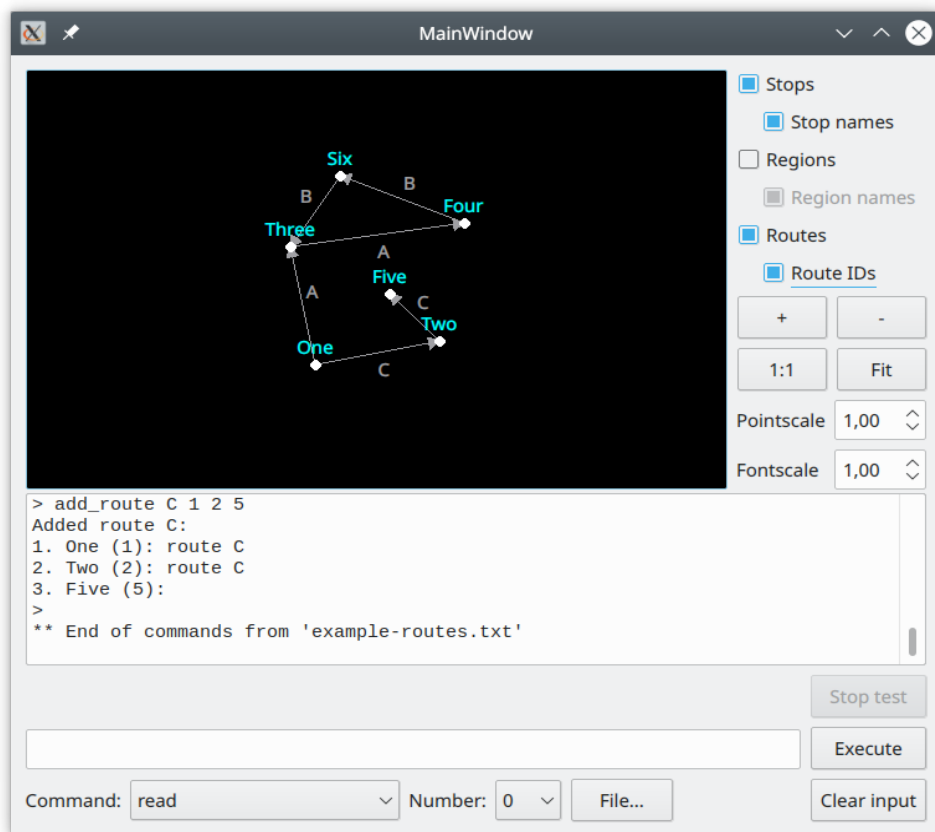 MainWindow
Six
B
B
Four
Three
A
Five
A
C
Two
One
C
Stops
Stop names
Regions
Region names
Routes
Route IDs
+ -
1:1 Fit
Pointscale 1,00
Fontscale 1,00
> add_route C 1 2 5
Added route C:
1. One (1): route C
2. Two (2): route C
3. Five (5):
>
** End of commands from 'example-routes.txt'
Stop test
Execute
Command: read Number: 0 File... Clear input